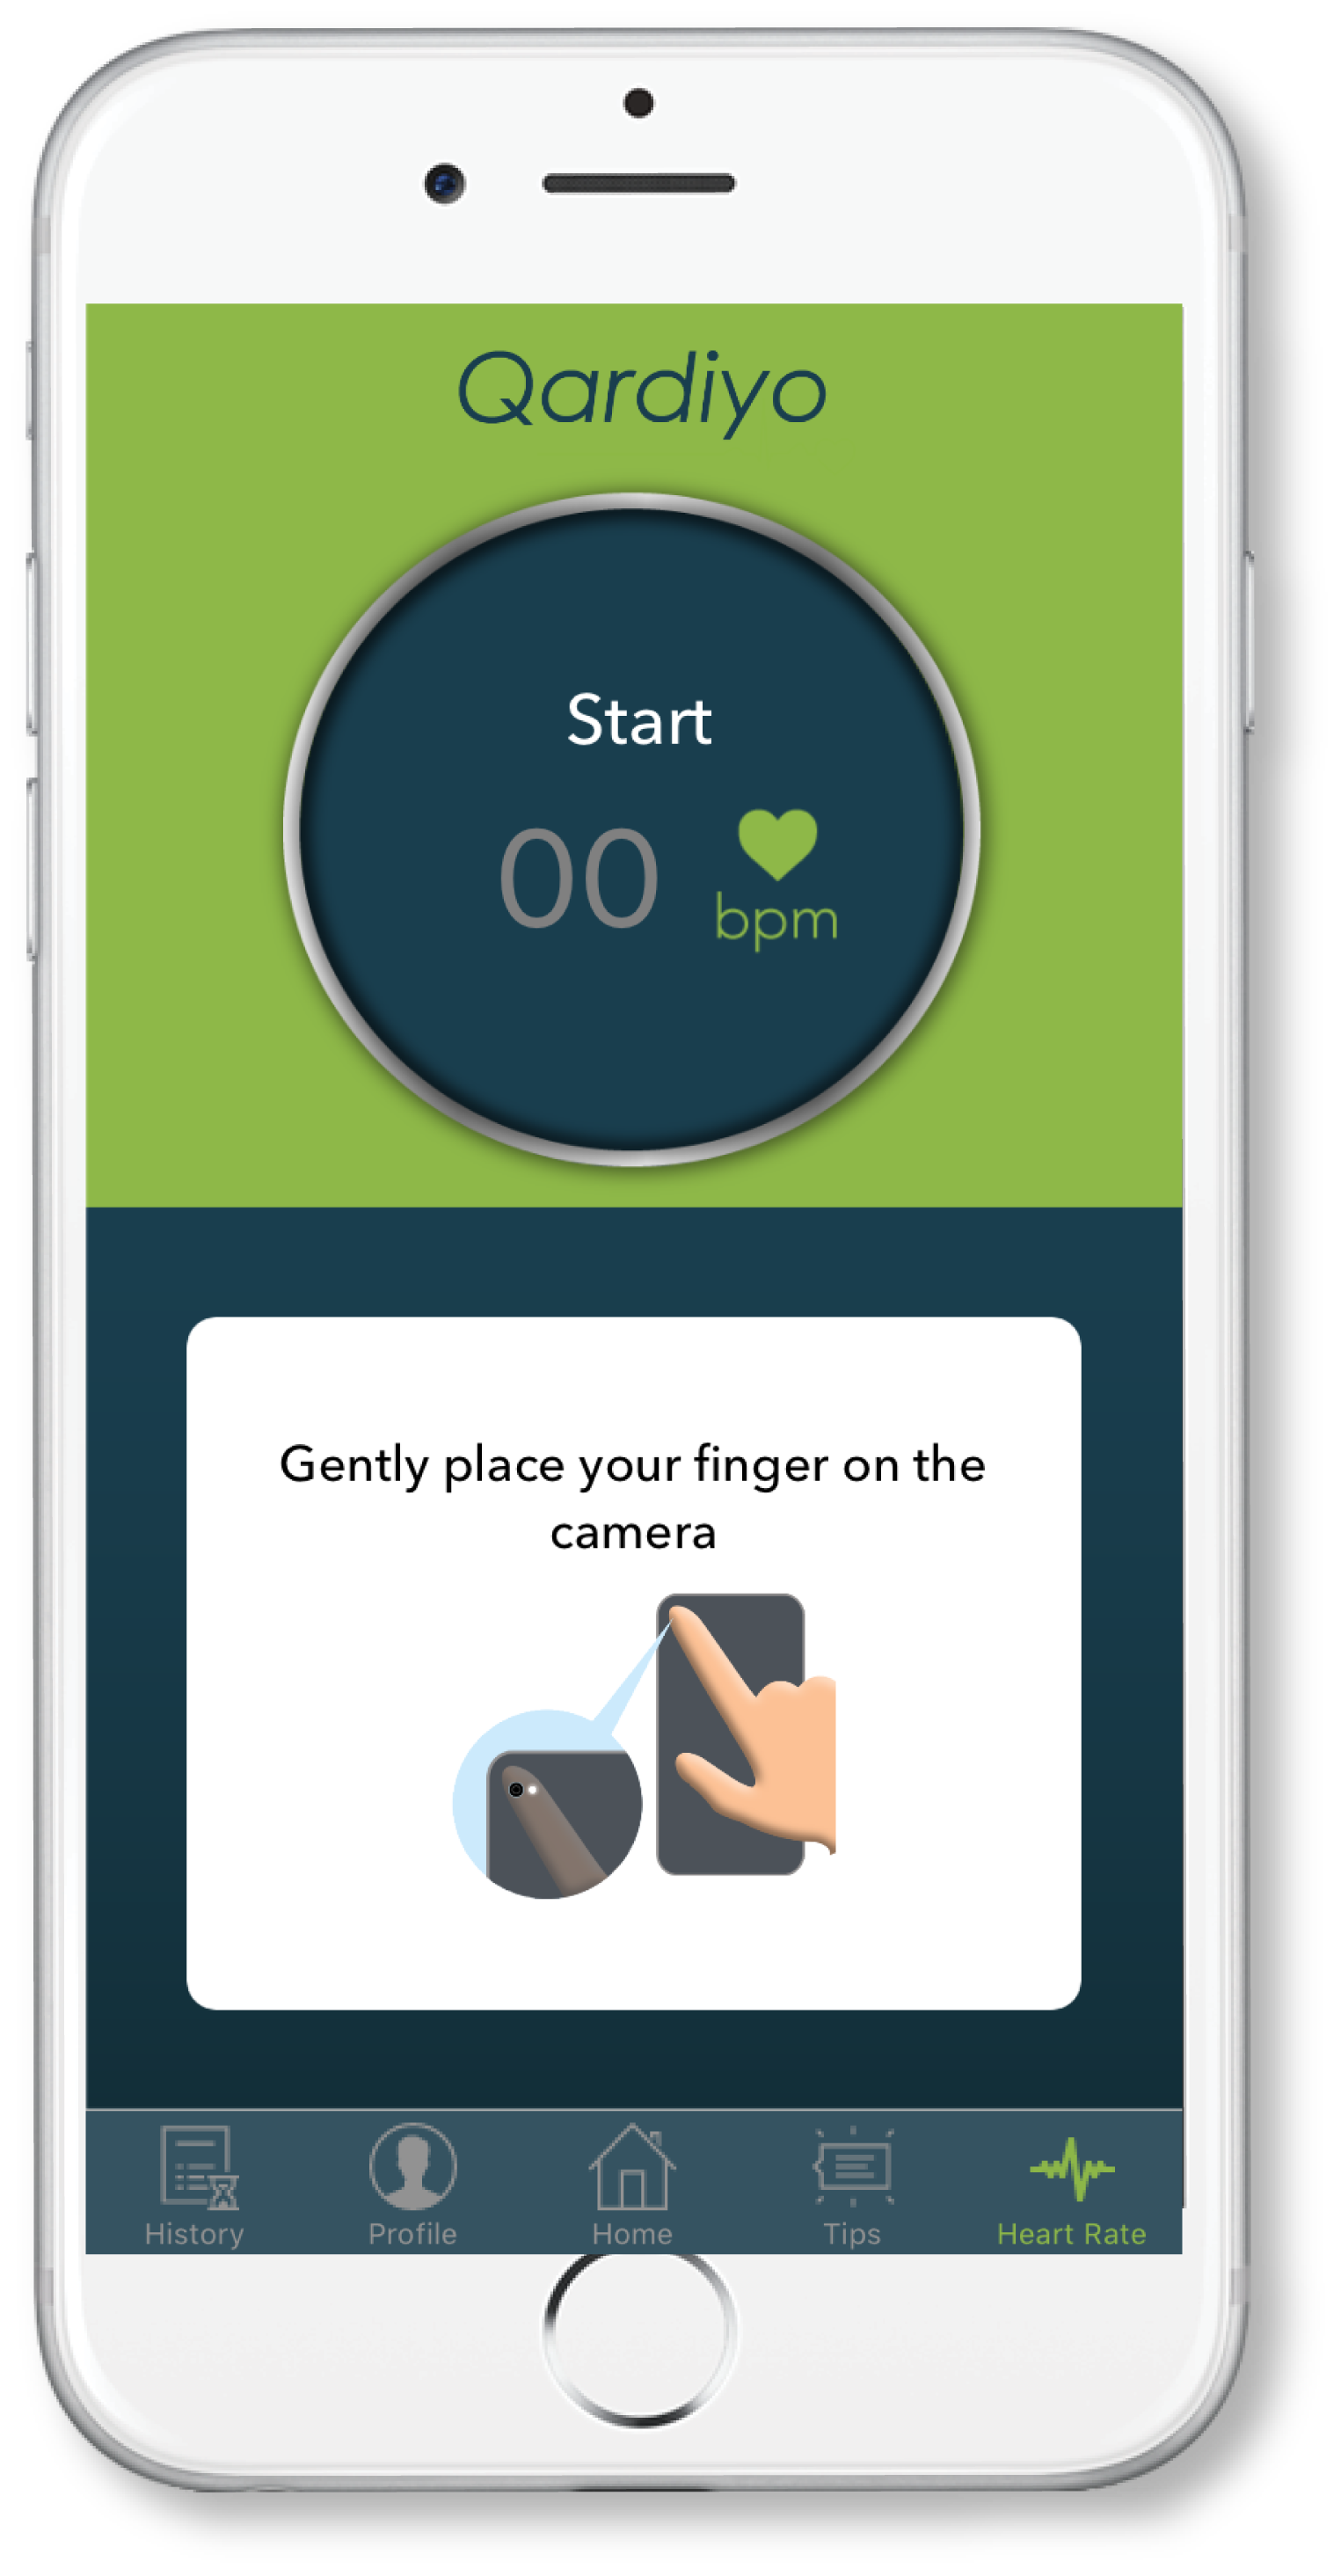 Qardiyo
Start
00
bpm
Gently place your finger on the
camera
History
Profile
Home
Tips
Heart Rate